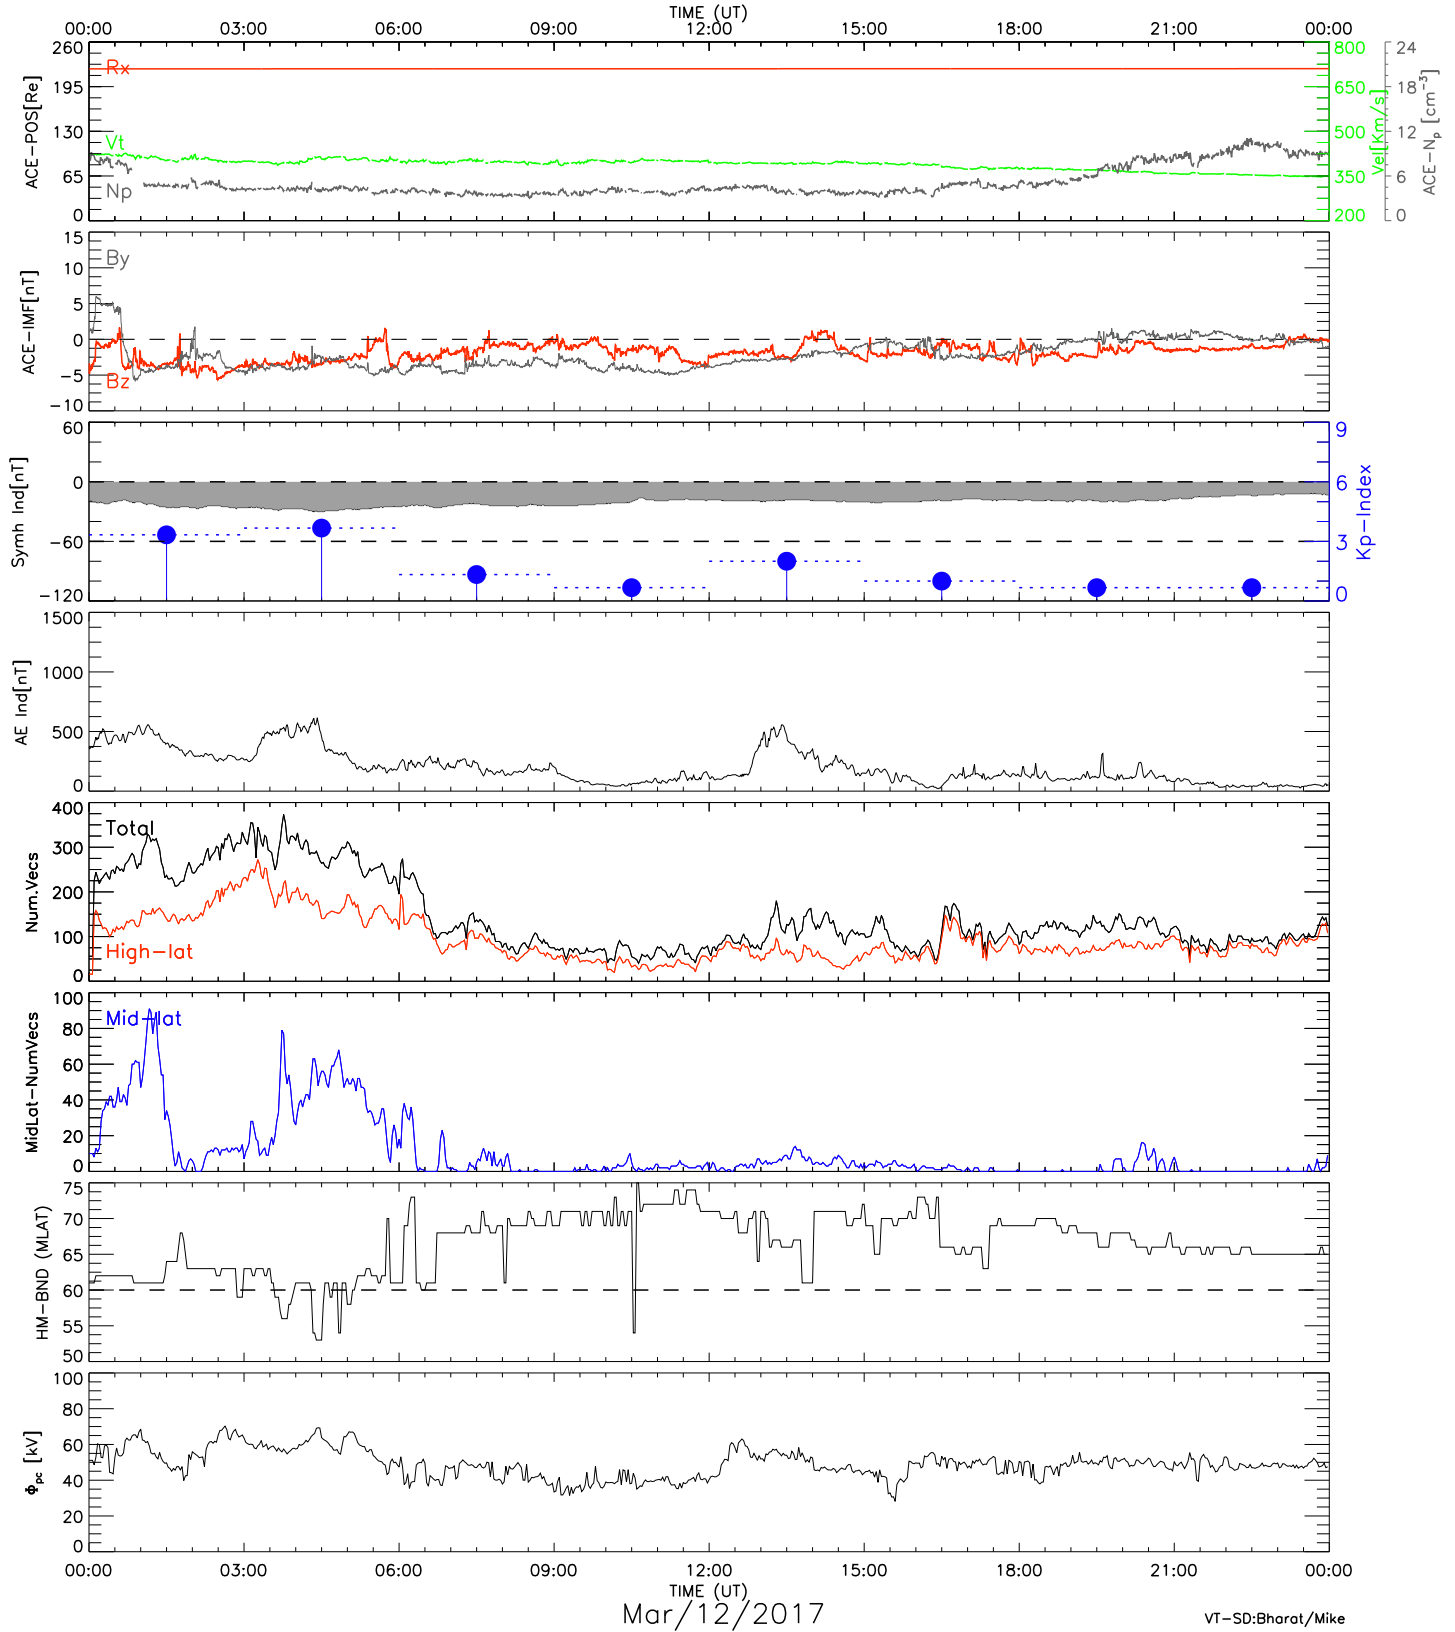 TIME (UT)
00:00 03:00 06:00 09:00 12:00 15:00 18:00 21:00 00:00
260 195 130 65 0
ACE-POS[Re]
Rx
Vt
Np
800 650 500 350 200
Vel[Km/s]
24 18 12 6 0
ACE-Np [cm-3]
15 10 5 0 -5 -10
ACE-IMF[nT]
By
Bz
60 0 -60 -120
Symh Ind[nT]
9 6 3 0
Kp-Index
1500 1000 500 0
AE Ind[nT]
400 300 200 100 0
Num.Vecs
Total
High-lat
100 80 60 40 20 0
MidLat-NumVecs
Mid-lat
75 70 65 60 55 50
HM-BND (MLAT)
100 80 60 40 20 0
Φpc [kV]
00:00 03:00 06:00 09:00 12:00 15:00 18:00 21:00 00:00
TIME (UT)
Mar/12/2017
VT-SD:Bharat/Mike